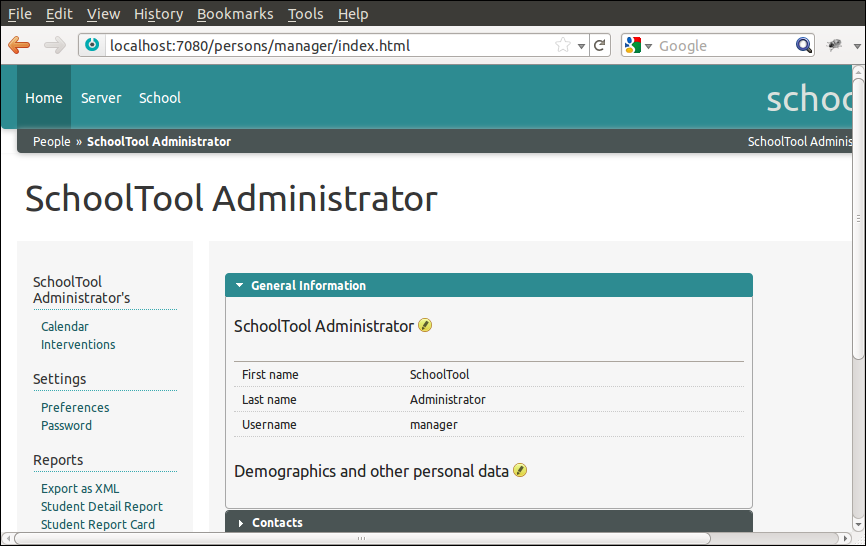 File Edit View History Bookmarks Tools Help
localhost:7080/persons/manager/index.html Google
Home Server School
People » SchoolTool Administrator
SchoolTool Administrator
SchoolTool
Administrator's
Calendar
Interventions
Settings
Preferences
Password
Reports
Export as XML
Student Detail Report
Student Report Card
General Information
SchoolTool Administrator
First name SchoolTool
Last name Administrator
Username manager
Demographics and other personal data
Contacts